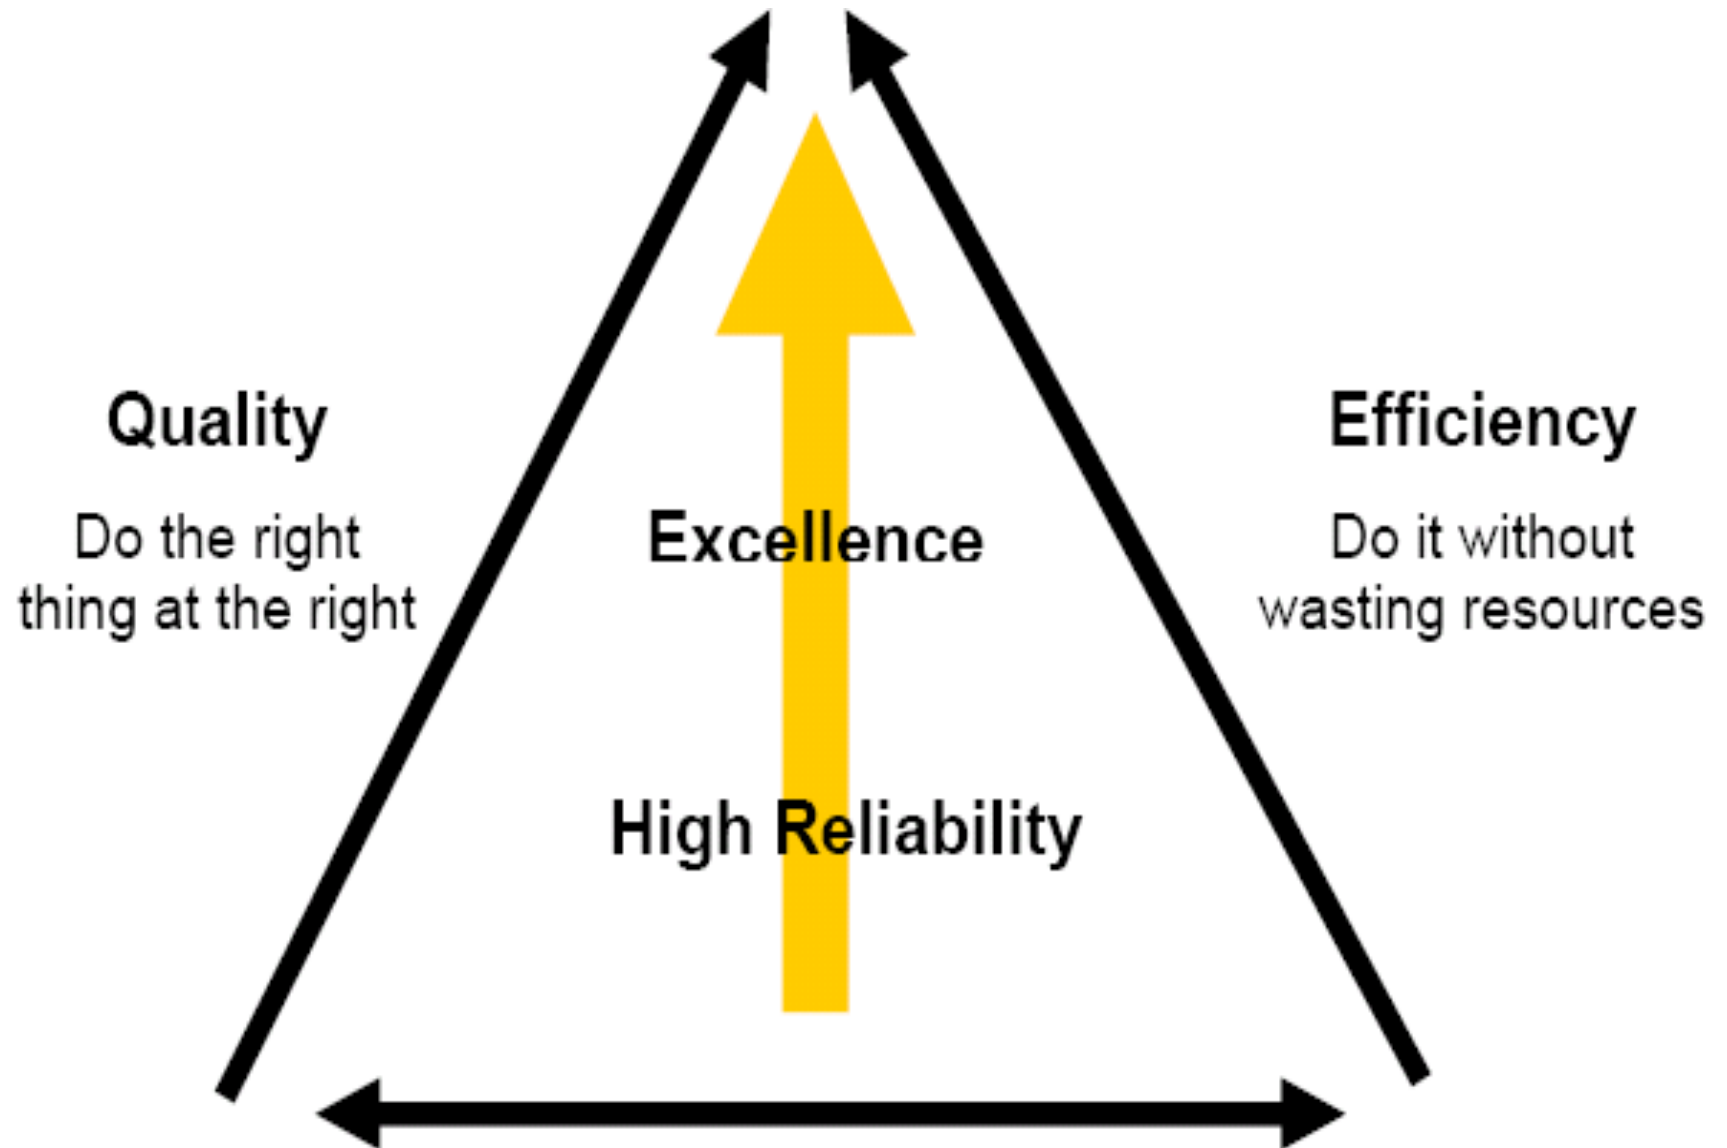 Quality
Do the right
thing at the right
Excellence
High Reliability
Efficiency
Do it without
wasting resources